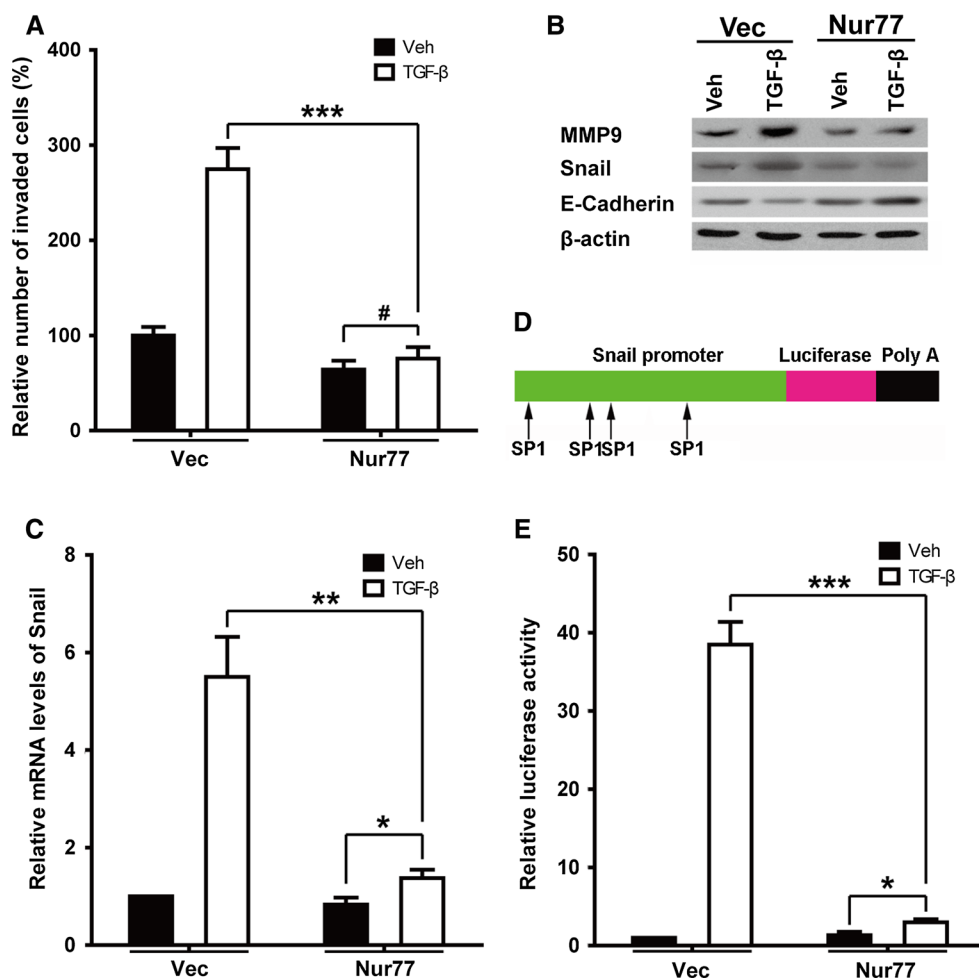 A
Relative number of invaded cells (%)
400
300
200
100
0
Veh
TGF-β
***
#
Vec
Nur77
B
Vec
Nur77
Veh
TGF-β
Veh
TGF-β
MMP9
Snail
E-Cadherin
β-actin
D
Snail promoter
Luciferase
Poly A
SP1
SP1
SP1
SP1
C
Relative mRNA levels of Snail
8
6
4
2
0
Veh
TGF-β
**
*
Vec
Nur77
E
Relative luciferase activity
50
40
30
20
10
0
Veh
TGF-β
***
*
Vec
Nur77